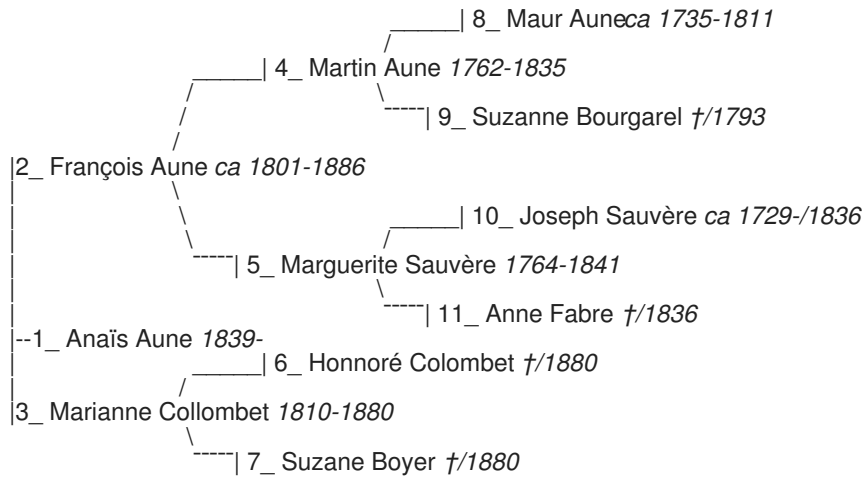 8_ Maur Auneca 1735-1811
4_ Martin Aune 1762-1835
9_ Suzanne Bourgarel †/1793
2_ François Aune ca 1801-1886
10_ Joseph Sauvère ca 1729-/1836
5_ Marguerite Sauvère 1764-1841
11_ Anne Fabre †/1836
--1_ Anaïs Aune 1839-
6_ Honnoré Colombet †/1880
3_ Marianne Collombet 1810-1880
7_ Suzane Boyer †/1880